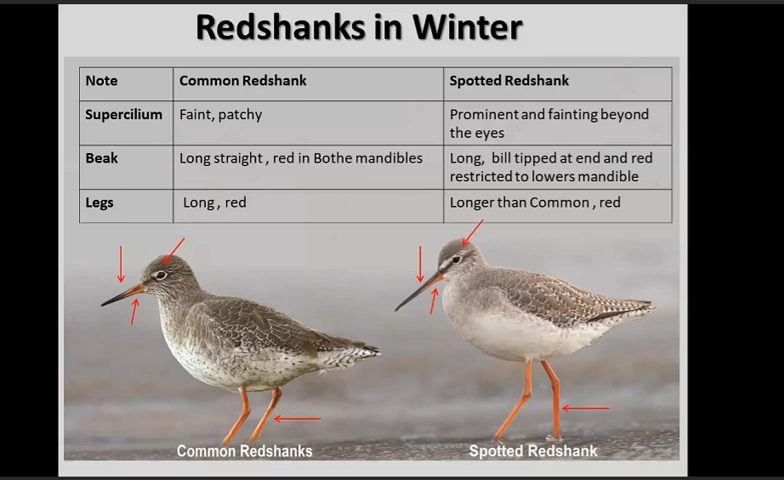 Redshanks in Winter
Note Common Redshank Spotted Redshank
Supercilium Faint, patchy Prominent and fainting beyond
the eyes
Beak Long straight , red in Bothe mandibles Long, bill tipped at end and red
restricted to lowers mandible
Legs Long , red Longer than Common , red
Common Redshanks Spotted Redshank